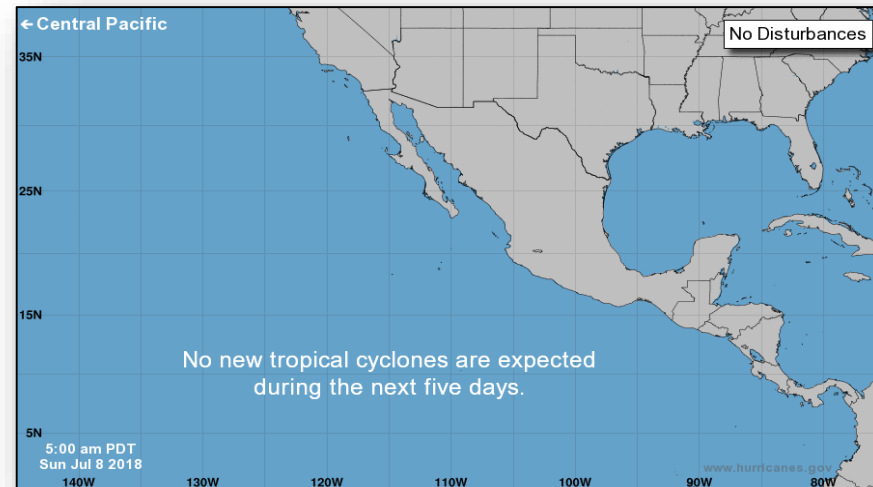 ← Central Pacific
No Disturbances
35N
25N
15N
No new tropical cyclones are expected
during the next five days.
5N
5:00 am PDT
Sun Jul 8 2018
www.hurricanes.gov
140W 130W 120W 110W 100W 90W 80W